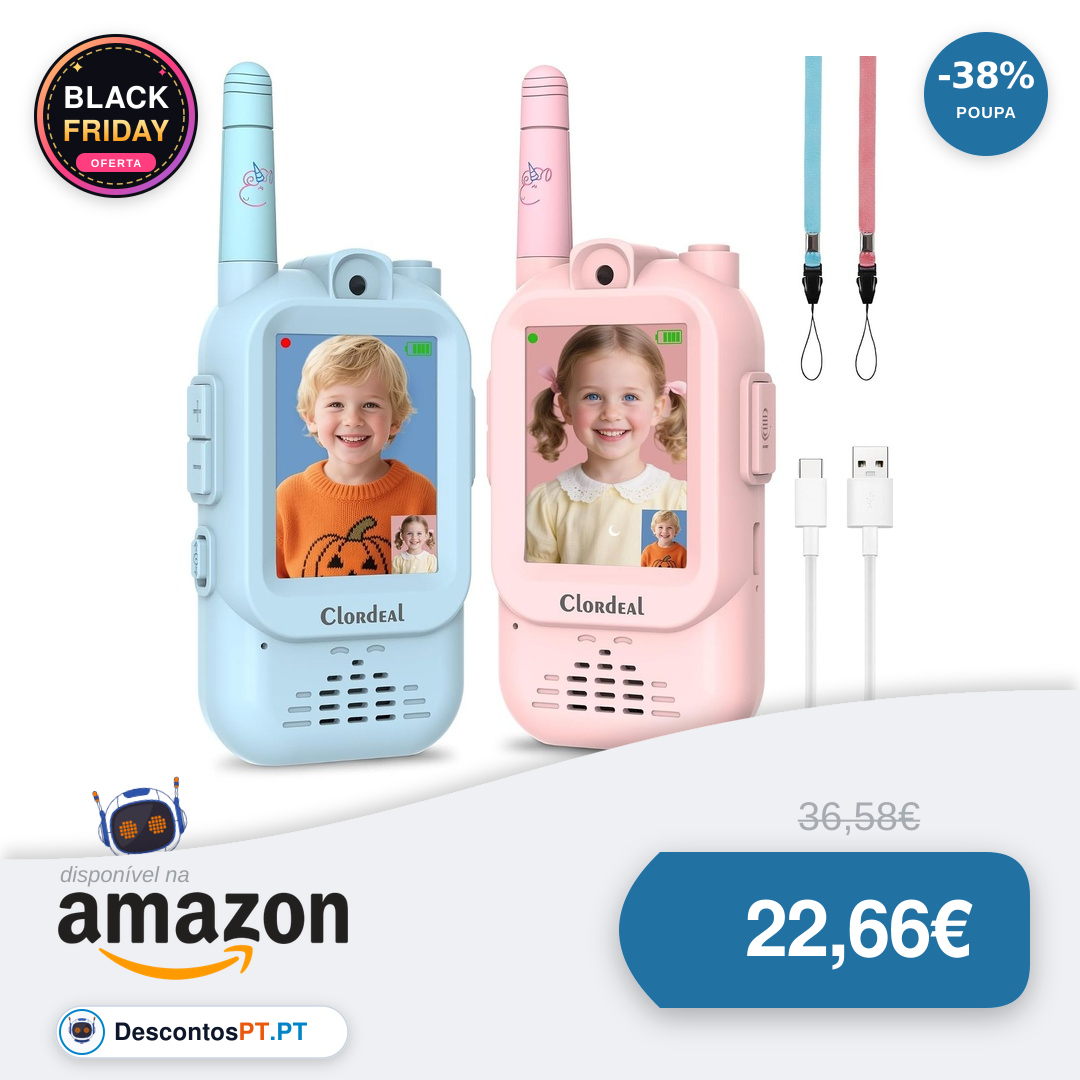 BLACK
FRIDAY
OFERTA
-38%
POUPA
Clordeal
Clordeal
36,58€
disponível na
amazon
22,66€
DescontosPT.PT